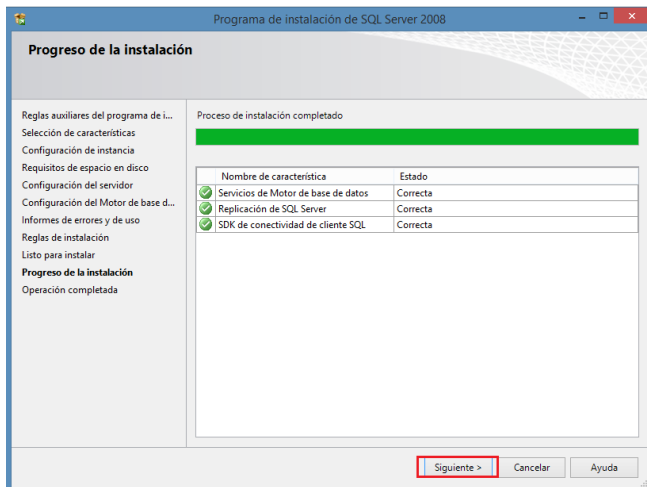 Programa de instalación de SQL Server 2008
Progreso de la instalación
Reglas auxiliares del programa de i...
Selección de características
Configuración de instancia
Requisitos de espacio en disco
Configuración del servidor
Configuración del Motor de base d...
Informes de errores y de uso
Reglas de instalación
Listo para instalar
Progreso de la instalación
Operación completada
Proceso de instalación completado
Nombre de característica Estado
Servicios de Motor de base de datos Correcta
Replicación de SQL Server Correcta
SDK de conectividad de cliente SQL Correcta
Siguiente > Cancelar Ayuda